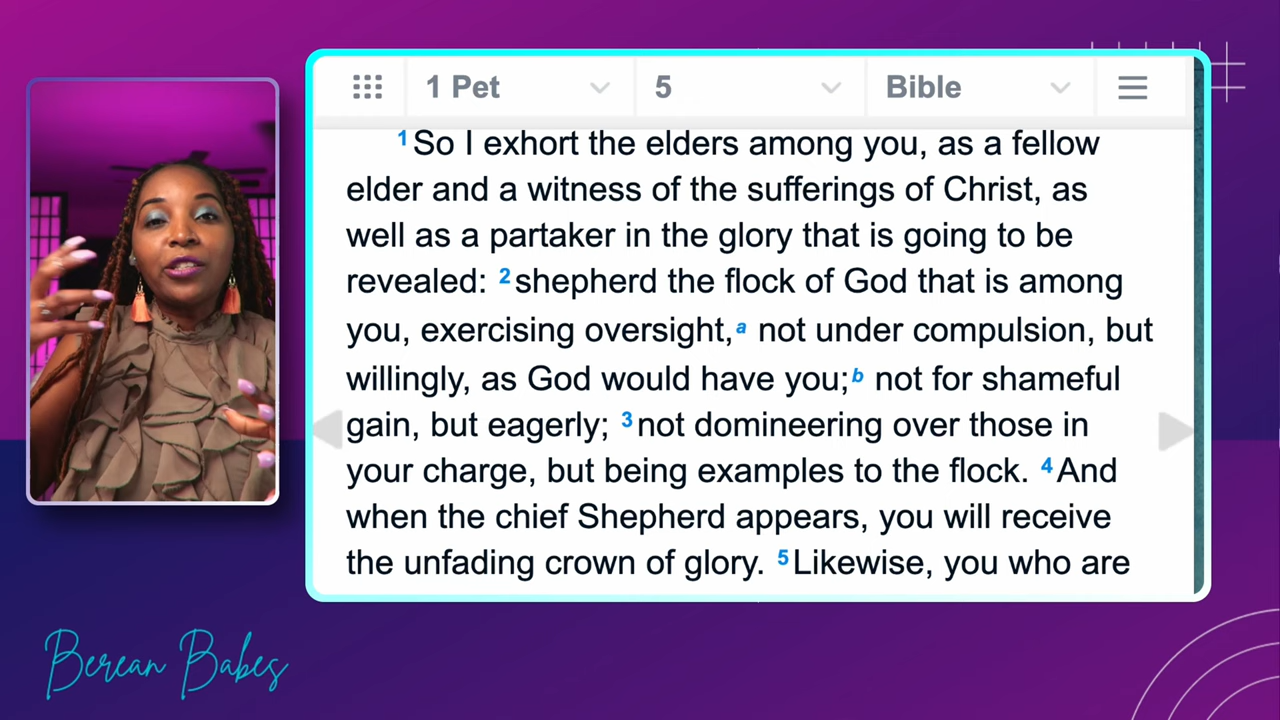 1 Pet 5 Bible
1 So I exhort the elders among you, as a fellow
elder and a witness of the sufferings of Christ, as
well as a partaker in the glory that is going to be
revealed: 2 shepherd the flock of God that is among
you, exercising oversight,a not under compulsion, but
willingly, as God would have you;b not for shameful
gain, but eagerly; 3 not domineering over those in
your charge, but being examples to the flock. 4 And
when the chief Shepherd appears, you will receive
the unfading crown of glory. 5 Likewise, you who are
Berean Babes